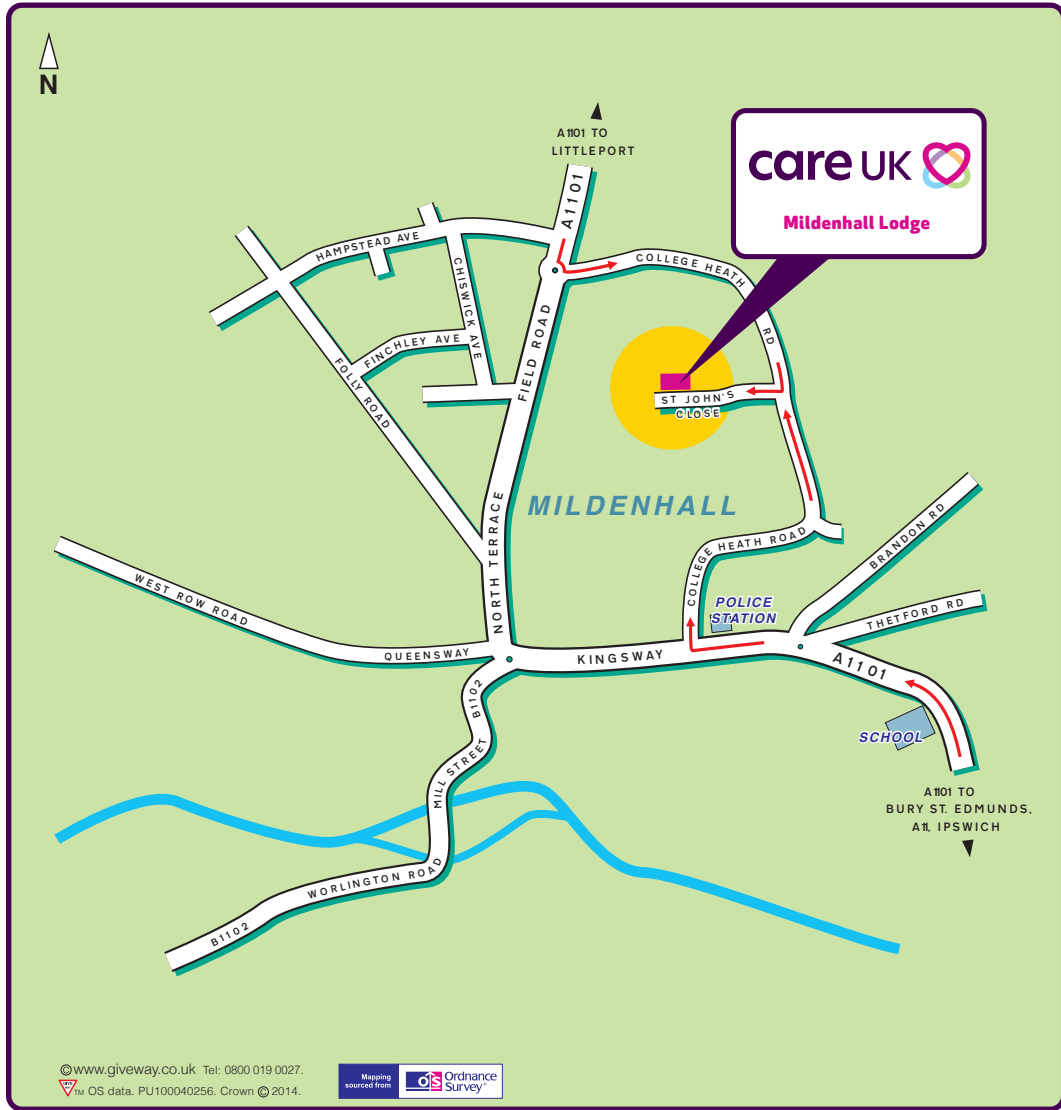 N
A1101 TO
LITTLEPORT
care UK
Mildenhall Lodge
A1101
HAMPSTEAD AVE
CHISWICK AVE
COLLEGE HEATH
RD
FINCHLEY AVE
FOLLY ROAD
FIELD ROAD
ST JOHN'S
CLOSE
MILDENHALL
NORTH TERRACE
BRANDON RD
COLLEGE HEATH ROAD
WEST ROW ROAD
POLICE
STATION
THETFORD RD
QUEENSWAY
KINGSWAY
A1101
B1102
SCHOOL
MILL STREET
A1101 TO
BURY ST. EDMUNDS,
A11, IPSWICH
WORLINGTON ROAD
B1102
©www.giveway.co.uk Tel: 0800 019 0027.
GIVE WAY
TM OS data. PU100040256. Crown © 2014.
Mapping
sourced from
OS Ordnance
Survey®